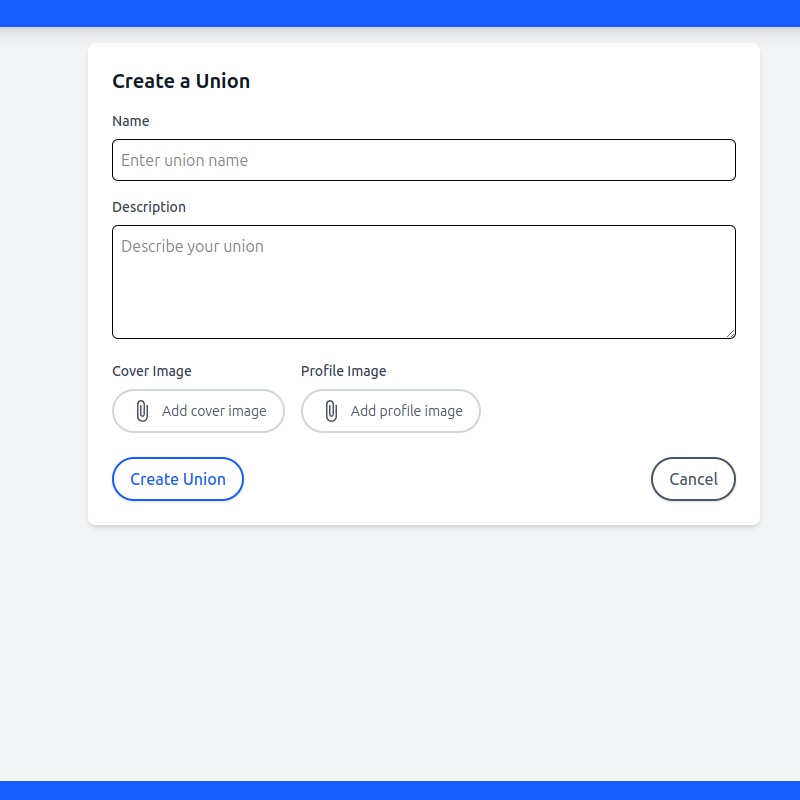 Create a Union
Name
Enter union name
Description
Describe your union
Cover Image Profile Image
Add cover image Add profile image
Create Union Cancel